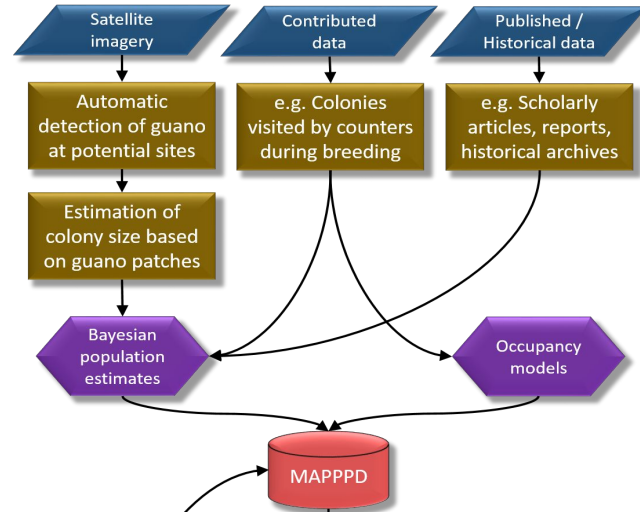 Satellite
imagery
Contributed
data
Published /
Historical data
Automatic
detection of guano
at potential sites
e.g. Colonies
visited by counters
during breeding
e.g. Scholarly
articles, reports,
historical archives
Estimation of
colony size based
on guano patches
Bayesian
population
estimates
Occupancy
models
MAPPPD